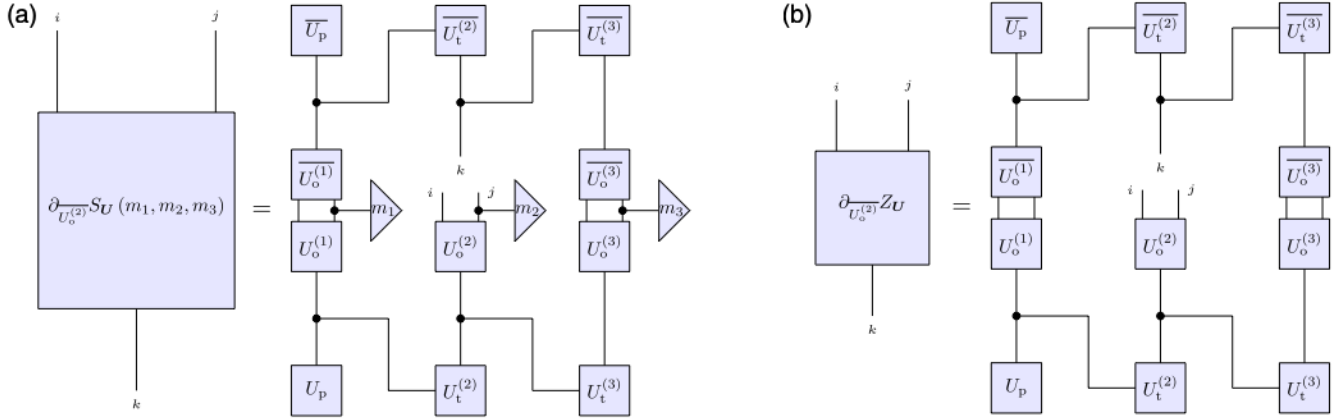 (a)
i j
∂_{\overline{U_o^{(2)}}} S_U (m_1, m_2, m_3)
k
=
\overline{U_p} \overline{U_t^{(2)}} \overline{U_t^{(3)}}
k
\overline{U_o^{(1)}} \overline{U_o^{(3)}}
i j
m_1 m_2 m_3
U_o^{(1)} U_o^{(2)} U_o^{(3)}
U_p U_t^{(2)} U_t^{(3)}
(b)
i j
∂_{\overline{U_o^{(2)}}} Z_U
k
=
\overline{U_p} \overline{U_t^{(2)}} \overline{U_t^{(3)}}
k
\overline{U_o^{(1)}} \overline{U_o^{(3)}}
i j
U_o^{(1)} U_o^{(2)} U_o^{(3)}
U_p U_t^{(2)} U_t^{(3)}